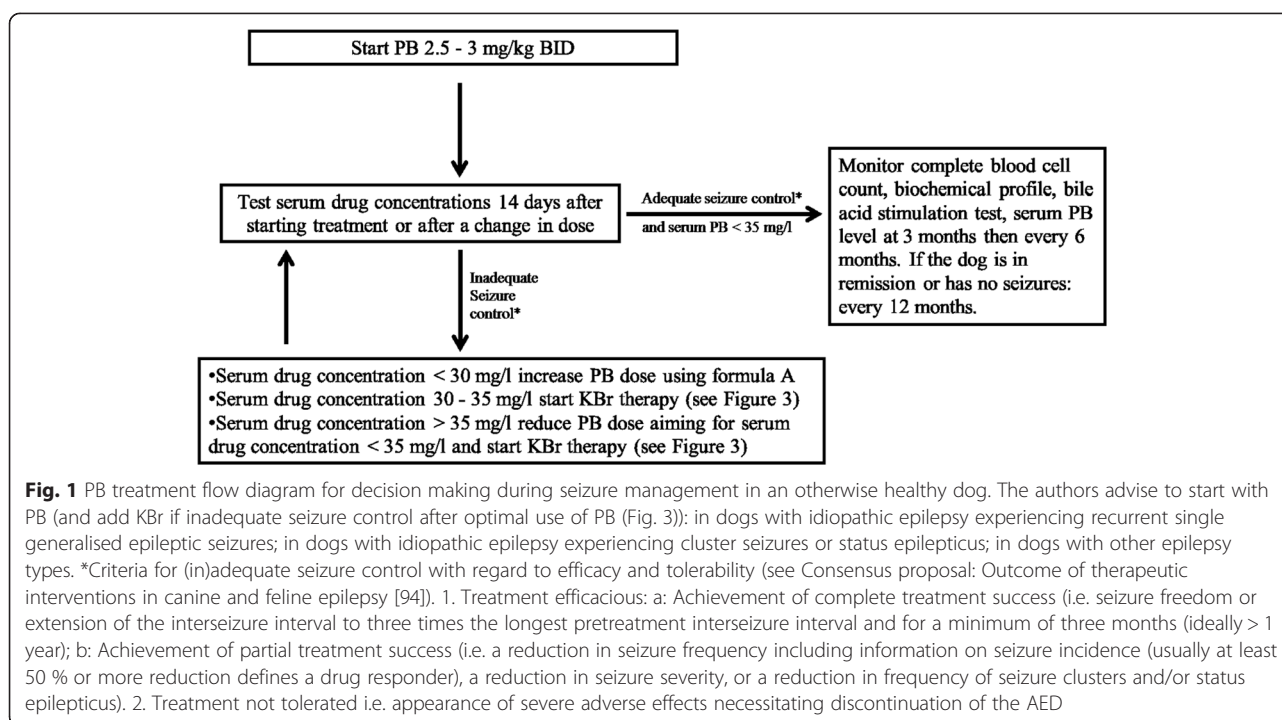 Start PB 2.5 - 3 mg/kg BID
Test serum drug concentrations 14 days after
starting treatment or after a change in dose
Adequate seizure control*
and serum PB < 35 mg/l
Monitor complete blood cell
count, biochemical profile, bile
acid stimulation test, serum PB
level at 3 months then every 6
months. If the dog is in
remission or has no seizures:
every 12 months.
Inadequate
Seizure
control*
•Serum drug concentration < 30 mg/l increase PB dose using formula A
•Serum drug concentration 30 - 35 mg/l start KBr therapy (see Figure 3)
•Serum drug concentration > 35 mg/l reduce PB dose aiming for serum
drug concentration < 35 mg/l and start KBr therapy (see Figure 3)
Fig. 1 PB treatment flow diagram for decision making during seizure management in an otherwise healthy dog. The authors advise to start with
PB (and add KBr if inadequate seizure control after optimal use of PB (Fig. 3)): in dogs with idiopathic epilepsy experiencing recurrent single
generalised epileptic seizures; in dogs with idiopathic epilepsy experiencing cluster seizures or status epilepticus; in dogs with other epilepsy
types. *Criteria for (in)adequate seizure control with regard to efficacy and tolerability (see Consensus proposal: Outcome of therapeutic
interventions in canine and feline epilepsy [94]). 1. Treatment efficacious: a: Achievement of complete treatment success (i.e. seizure freedom or
extension of the interseizure interval to three times the longest pretreatment interseizure interval and for a minimum of three months (ideally > 1
year); b: Achievement of partial treatment success (i.e. a reduction in seizure frequency including information on seizure incidence (usually at least
50 % or more reduction defines a drug responder), a reduction in seizure severity, or a reduction in frequency of seizure clusters and/or status
epilepticus). 2. Treatment not tolerated i.e. appearance of severe adverse effects necessitating discontinuation of the AED